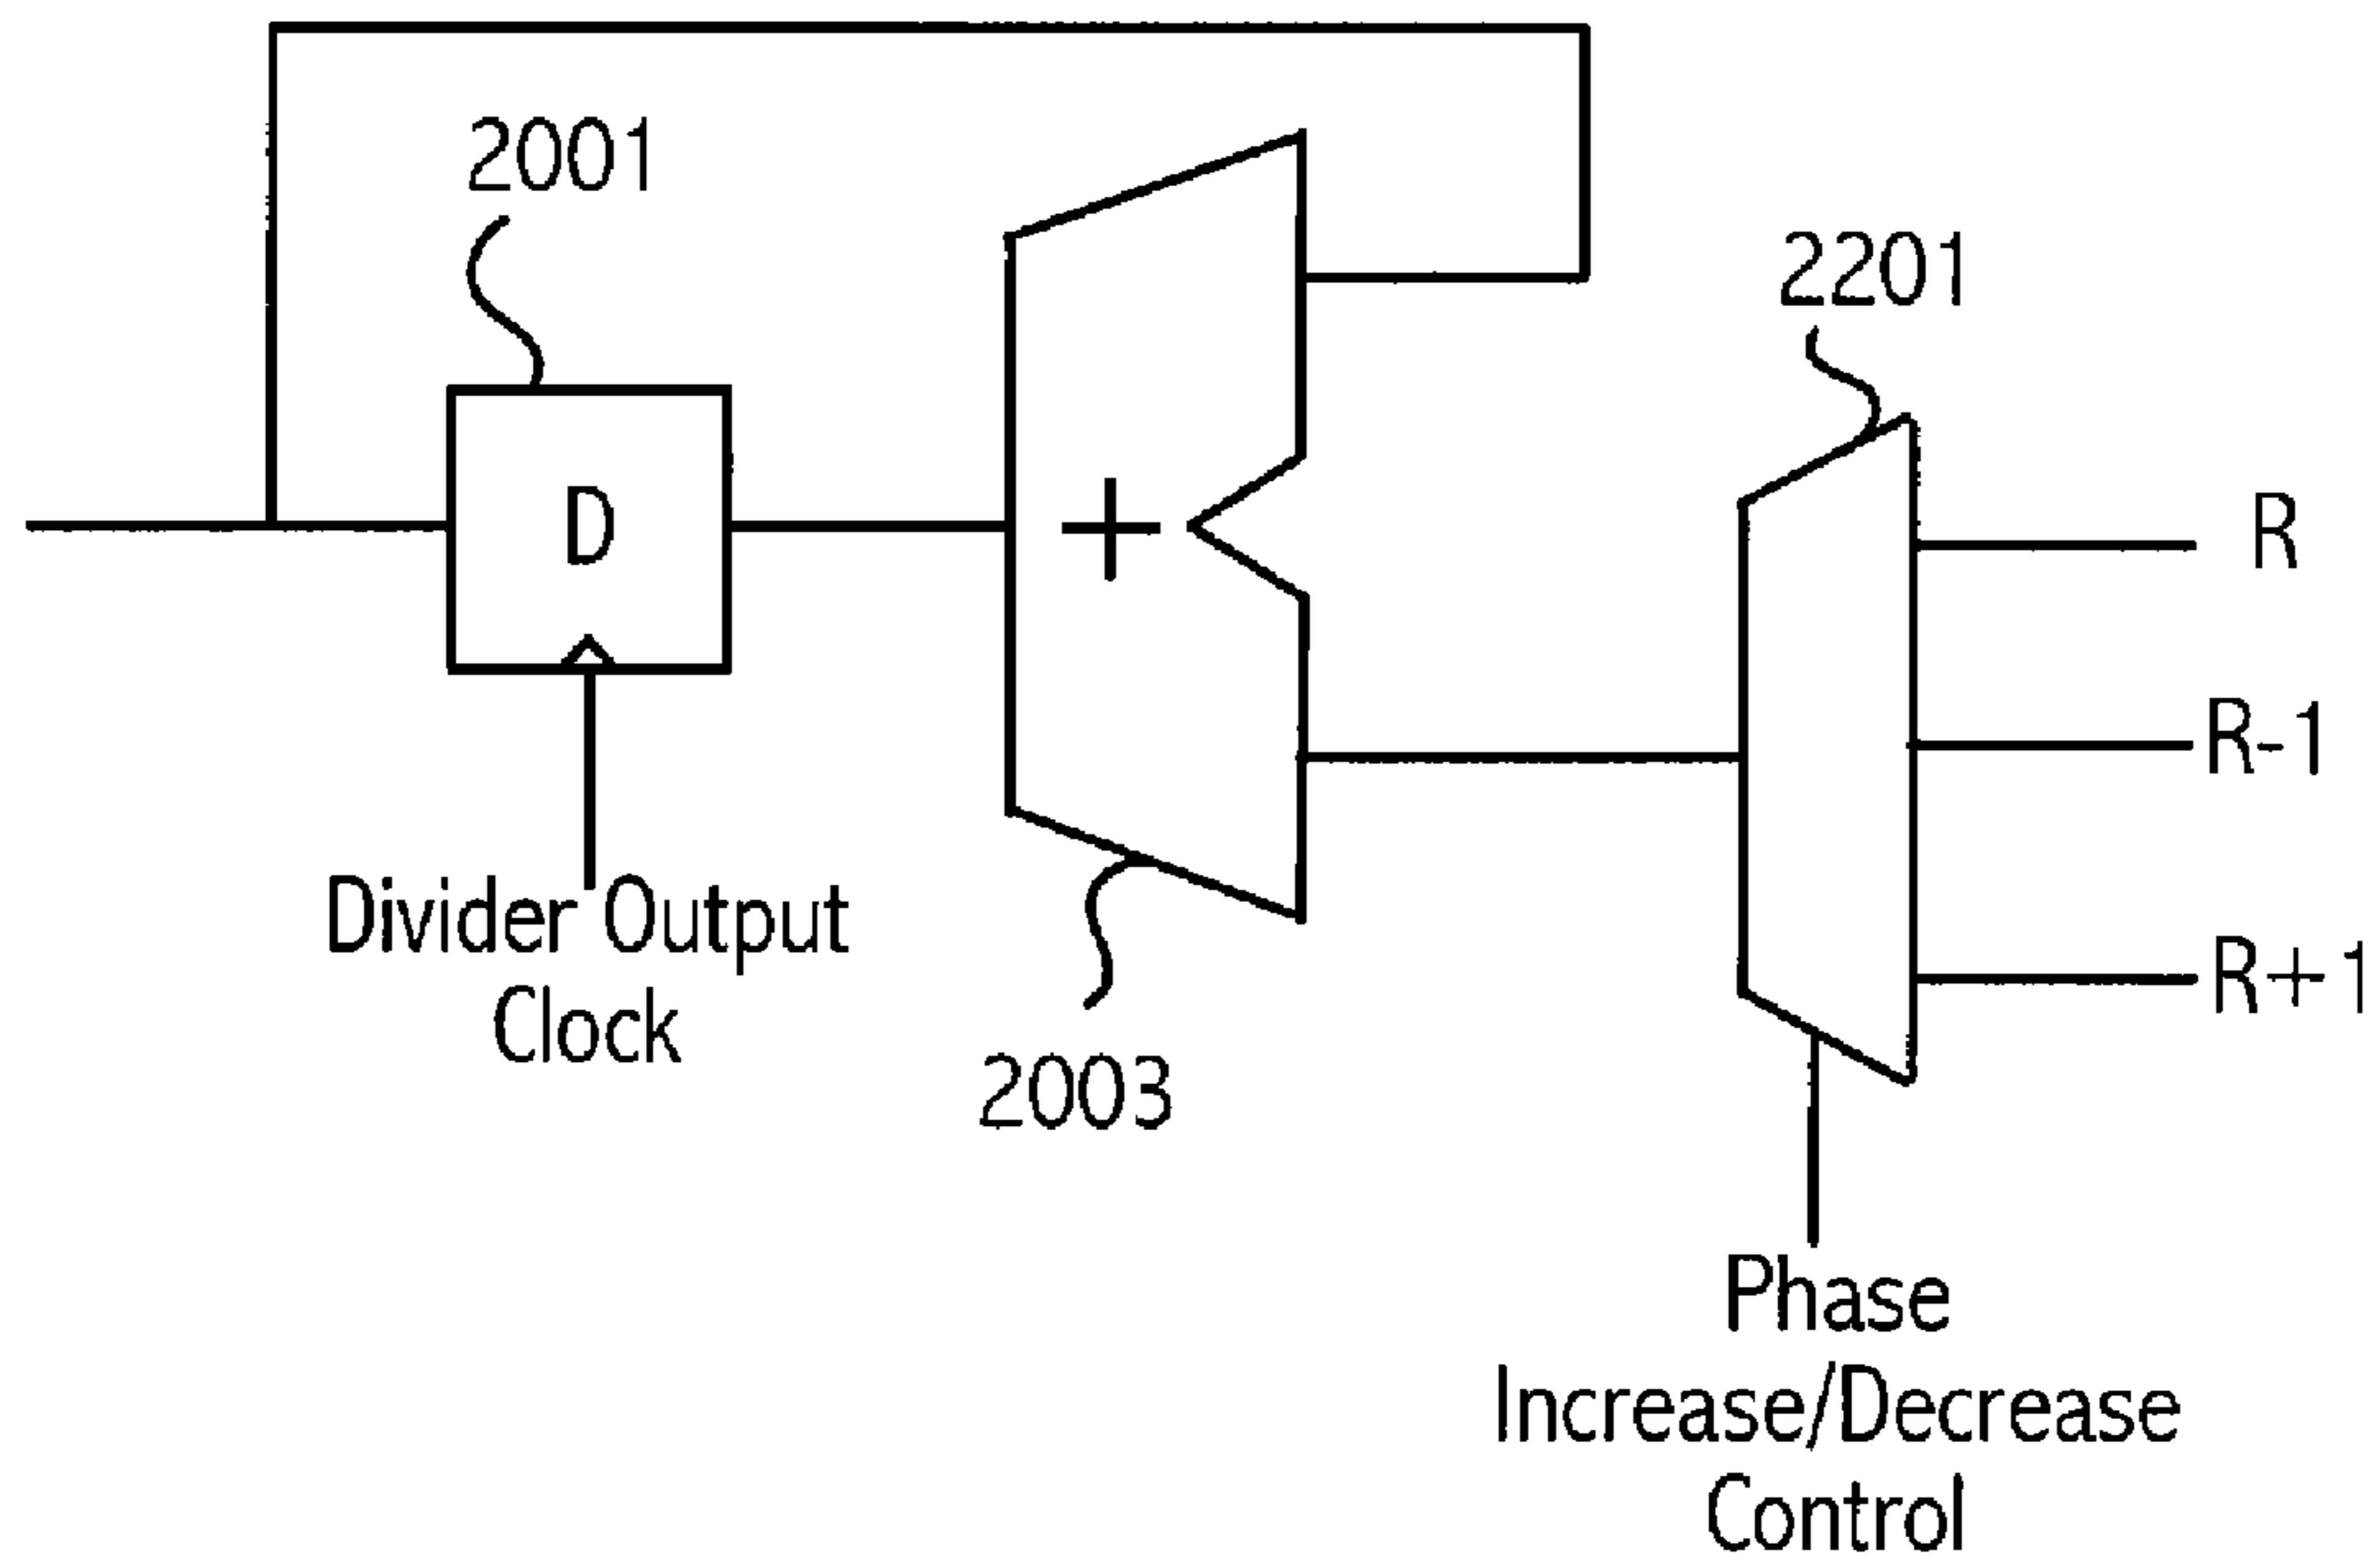 2001
2201
D
+
R
R-1
R+1
Divider Output
Clock
2003
Phase
Increase/Decrease
Control